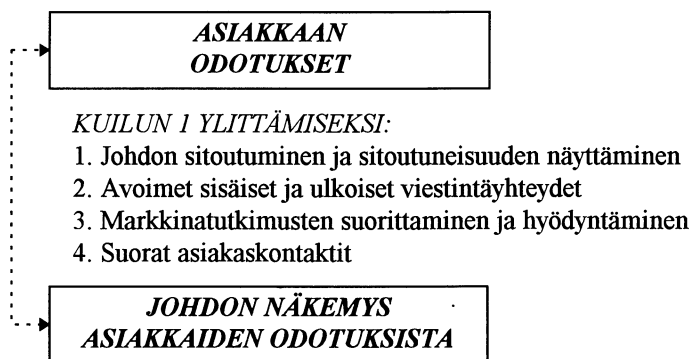 ASIAKKAAN
ODOTUKSET
KUILUN 1 YLITTÄMISEKSI:
1. Johdon sitoutuminen ja sitoutuneisuuden näyttäminen
2. Avoimet sisäiset ja ulkoiset viestintäyhteydet
3. Markkinatutkimusten suorittaminen ja hyödyntäminen
4. Suorat asiakaskontaktit
JOHDON NÄKEMYS
ASIAKKAIDEN ODOTUKSISTA